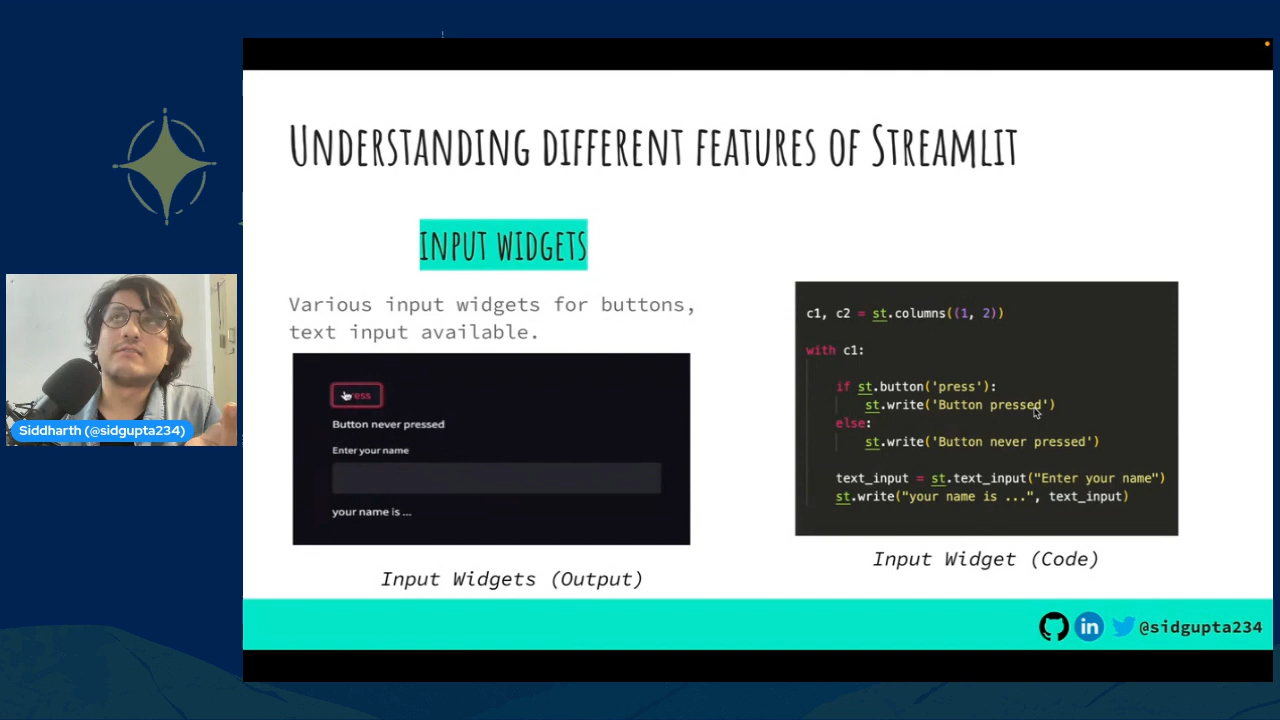 Understanding different features of Streamlit
Input Widgets
Various input widgets for buttons,
text input available.
press
Button never pressed
Enter your name
your name is ...
Input Widgets (Output)
c1, c2 = st.columns((1, 2))
with c1:
if st.button('press'):
st.write('Button pressed')
else:
st.write('Button never pressed')
text_input = st.text_input("Enter your name")
st.write("your name is ...", text_input)
Input Widget (Code)
Siddharth (@sidgupta234)
in
@sidgupta234